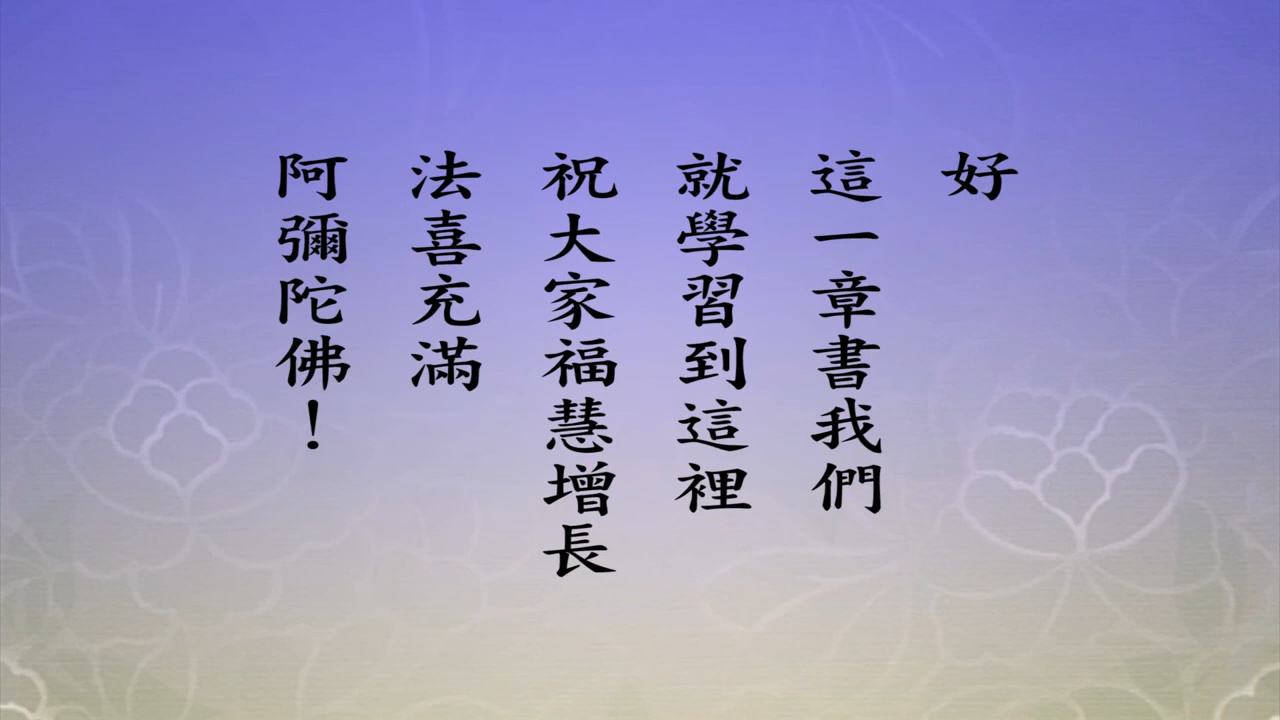 好
這一章書我們
就學習到這裡
祝大家福慧增長
法喜充滿
阿彌陀佛！